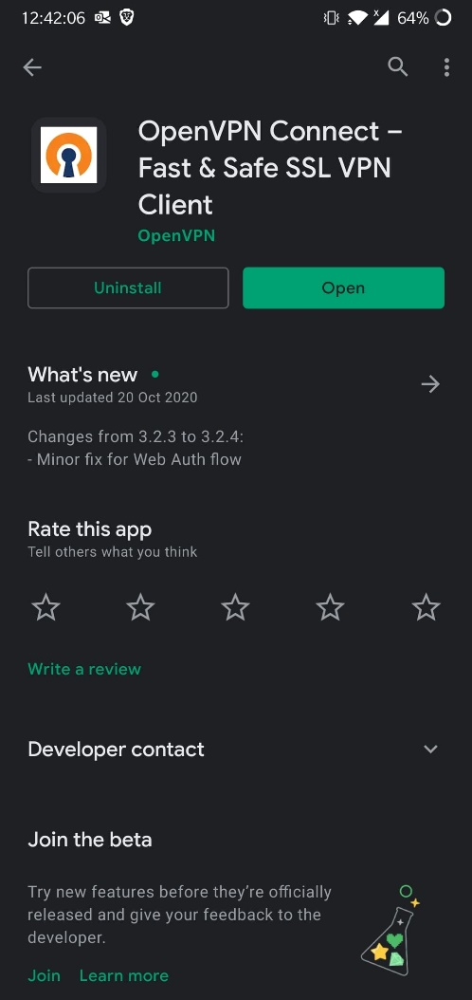 12:42:06
64%
OpenVPN Connect –
Fast & Safe SSL VPN
Client
OpenVPN
Uninstall
Open
What's new
Last updated 20 Oct 2020
Changes from 3.2.3 to 3.2.4:
- Minor fix for Web Auth flow
Rate this app
Tell others what you think
Write a review
Developer contact
Join the beta
Try new features before they’re officially
released and give your feedback to the
developer.
Join Learn more